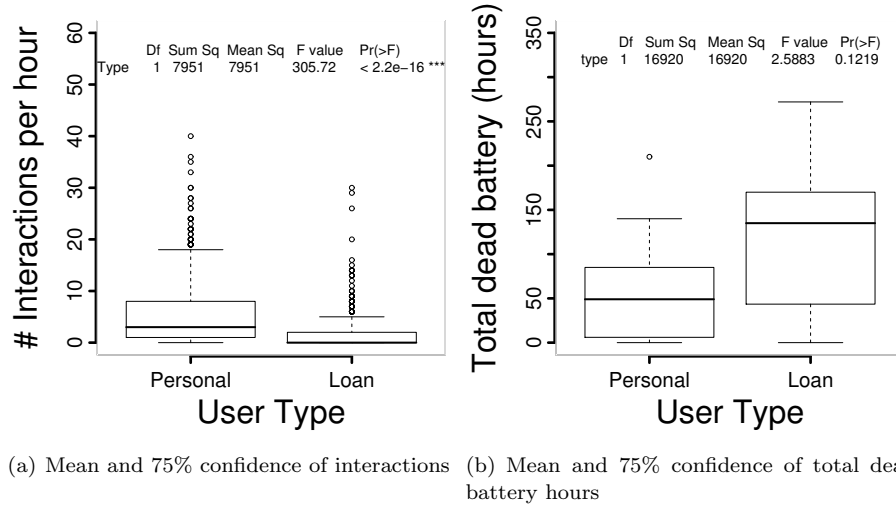 # Interactions per hour
60
50
40
30
20
10
0
Df Sum Sq Mean Sq F value Pr(>F)
Type 1 7951 7951 305.72 < 2.2e−16 ***
Personal Loan
User Type
(a) Mean and 75% confidence of interactions
Total dead battery (hours)
350
250
150
50
0
Df Sum Sq Mean Sq F value Pr(>F)
type 1 16920 16920 2.5883 0.1219
Personal Loan
User Type
(b) Mean and 75% confidence of total dea
battery hours